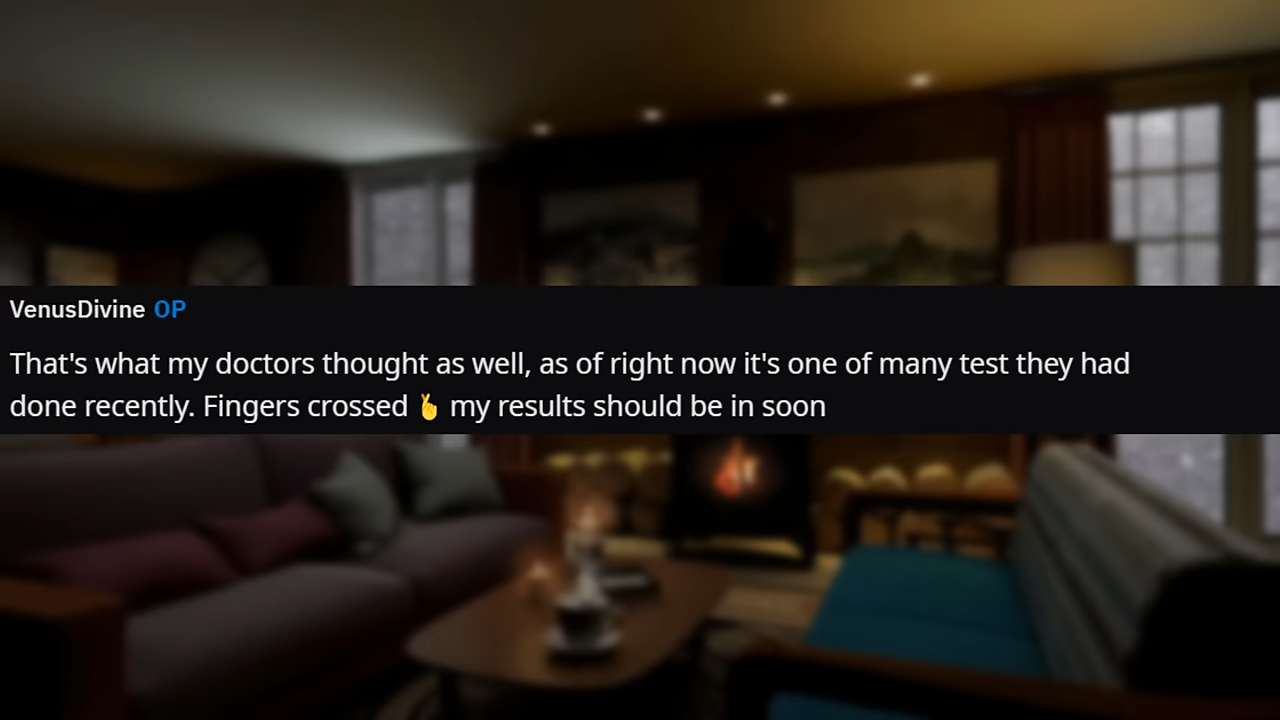 VenusDivine OP
That's what my doctors thought as well, as of right now it's one of many test they had
done recently. Fingers crossed 🤞 my results should be in soon